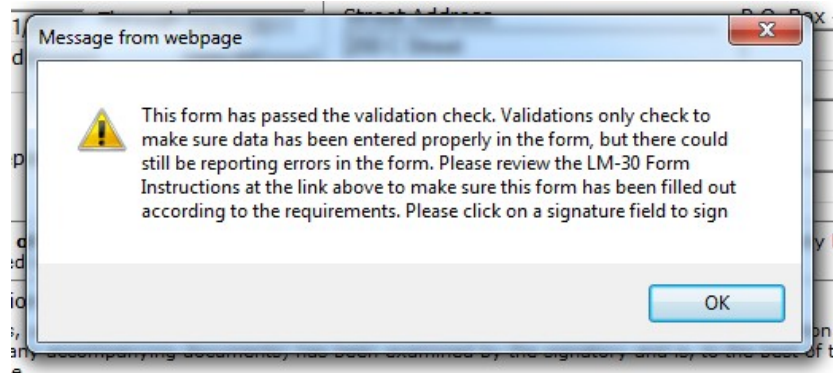 Street Address
P.O. Box
Message from webpage
This form has passed the validation check. Validations only check to
make sure data has been entered properly in the form, but there could
still be reporting errors in the form. Please review the LM-30 Form
Instructions at the link above to make sure this form has been filled out
according to the requirements. Please click on a signature field to sign
OK
any accompanying documents) has been examined by the signatory and is, to the best of